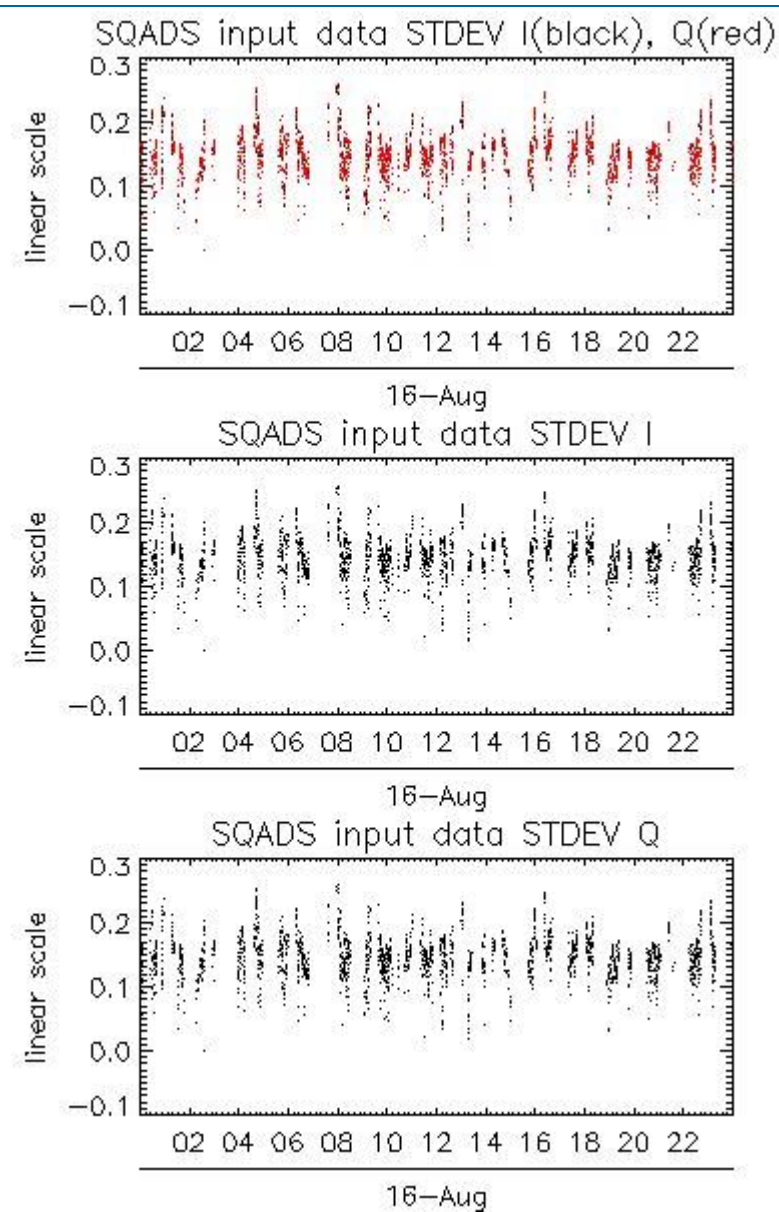 SQADS input data STDEV I(black), Q(red)
0.3
0.2
0.1
0.0
−0.1
linear scale
02 04 06 08 10 12 14 16 18 20 22
16−Aug
SQADS input data STDEV I
0.3
0.2
0.1
0.0
−0.1
linear scale
02 04 06 08 10 12 14 16 18 20 22
16−Aug
SQADS input data STDEV Q
0.3
0.2
0.1
0.0
−0.1
linear scale
02 04 06 08 10 12 14 16 18 20 22
16−Aug